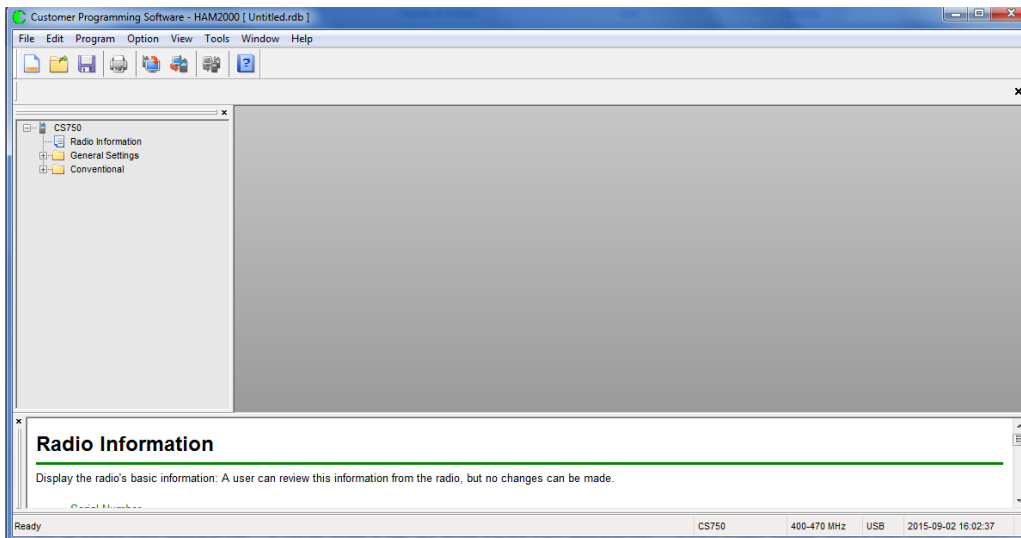 Customer Programming Software - HAM2000 [ Untitled.rdb ]
File Edit Program Option View Tools Window Help
CS750
Radio Information
General Settings
Conventional
Radio Information
Display the radio's basic information: A user can review this information from the radio, but no changes can be made.
Serial Number
Ready CS750 400-470 MHz USB 2015-09-02 16:02:37